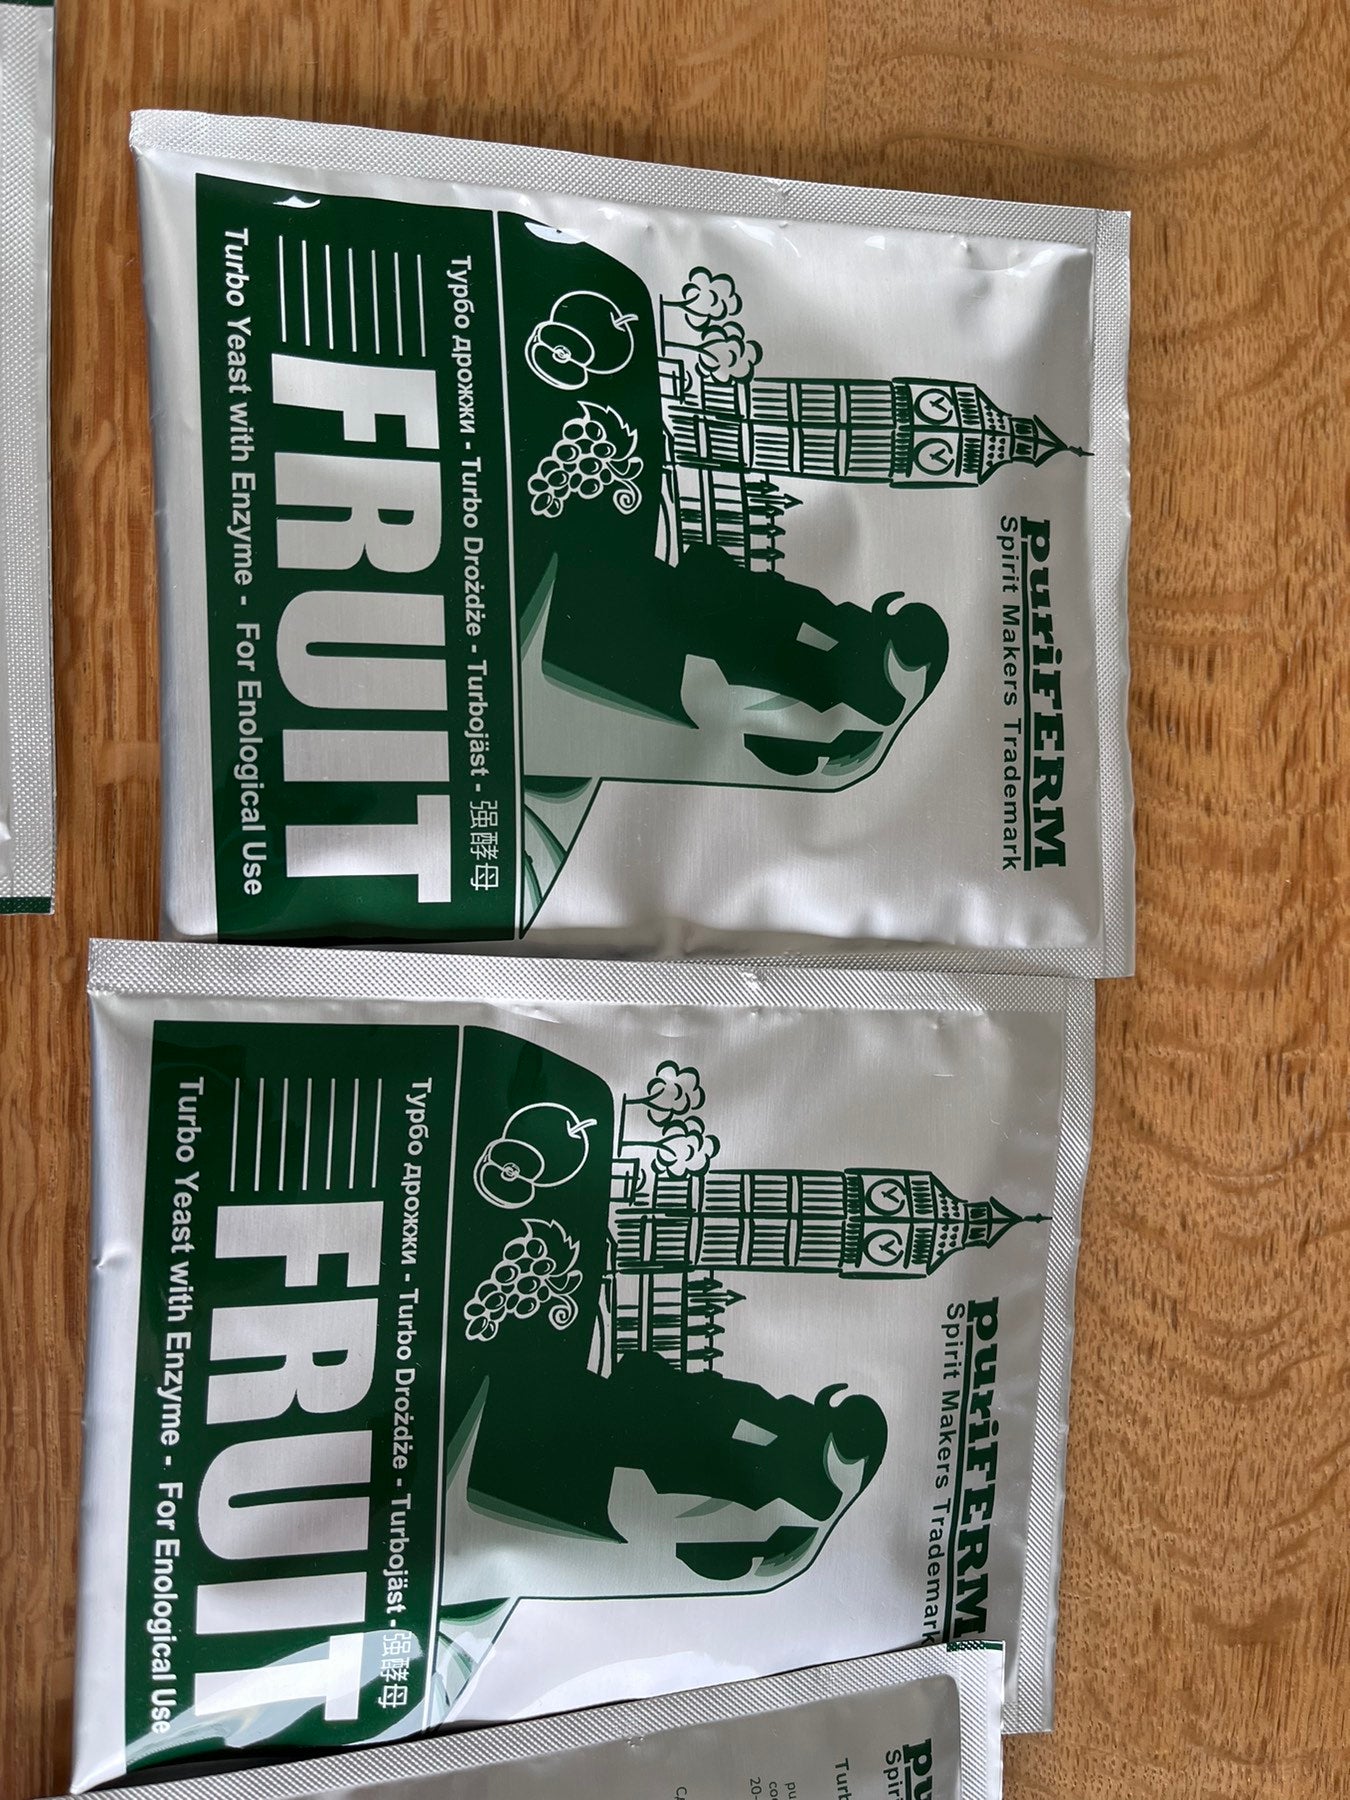 puriFERM
Spirit Makers Trademark
Турбо дрожжи - Turbo Drożdże - Turbojäst - 强酵母
FRUIT
Turbo Yeast with Enzyme - For Enological Use
puriFERM
Spirit Makers Trademark
Турбо дрожжи - Turbo Drożdże - Turbojäst - 强酵母
FRUIT
Turbo Yeast with Enzyme - For Enological Use